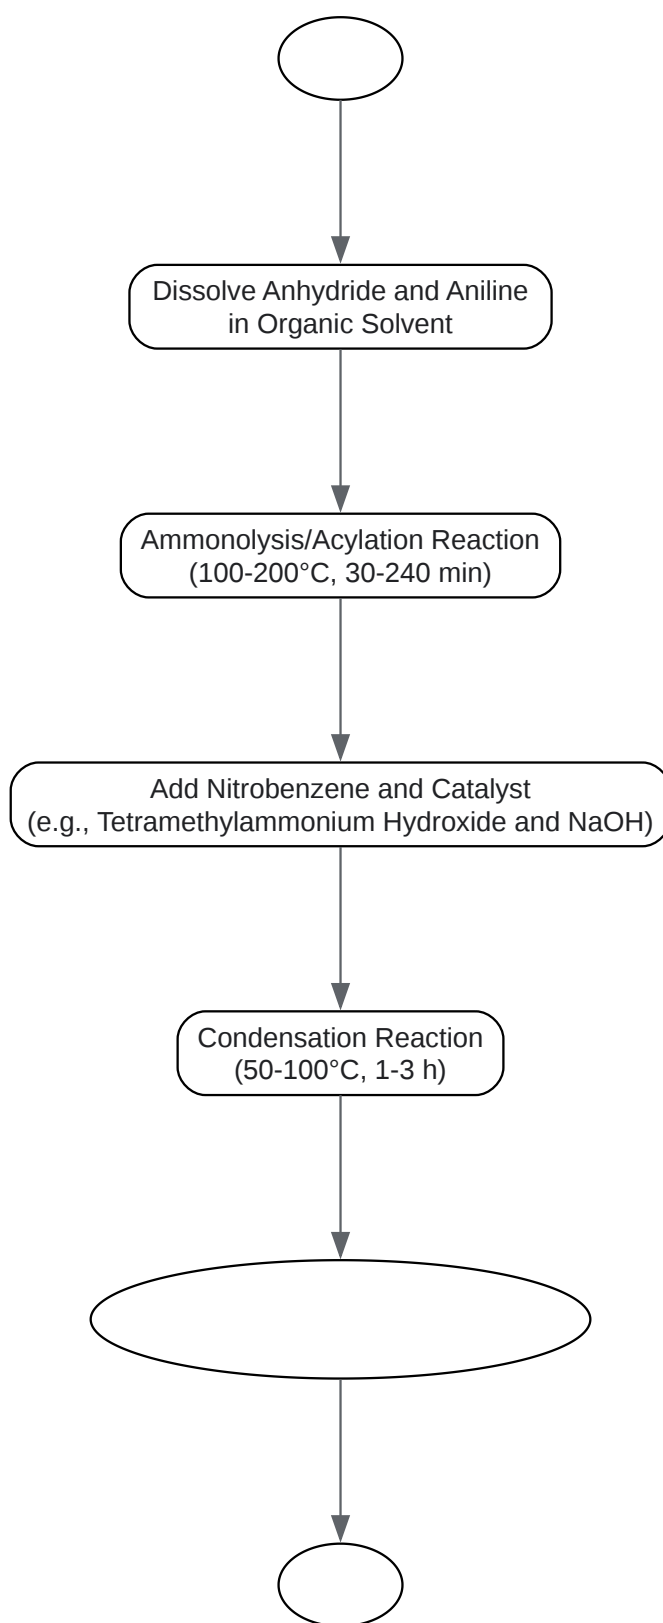 Dissolve Anhydride and Aniline
in Organic Solvent
Ammonolysis/Acylation Reaction
(100-200°C, 30-240 min)
Add Nitrobenzene and Catalyst
(e.g., Tetramethylammonium Hydroxide and NaOH)
Condensation Reaction
(50-100°C, 1-3 h)